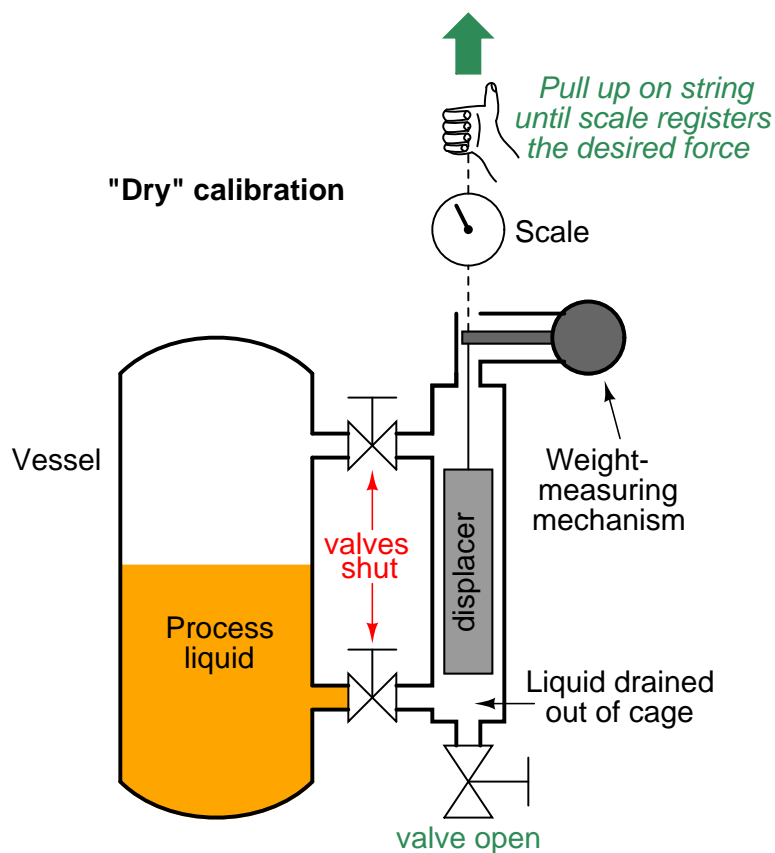 Pull up on string
until scale registers
the desired force
"Dry" calibration
Scale
Vessel
Weight-
measuring
mechanism
valves
shut
displacer
Process
liquid
Liquid drained
out of cage
valve open